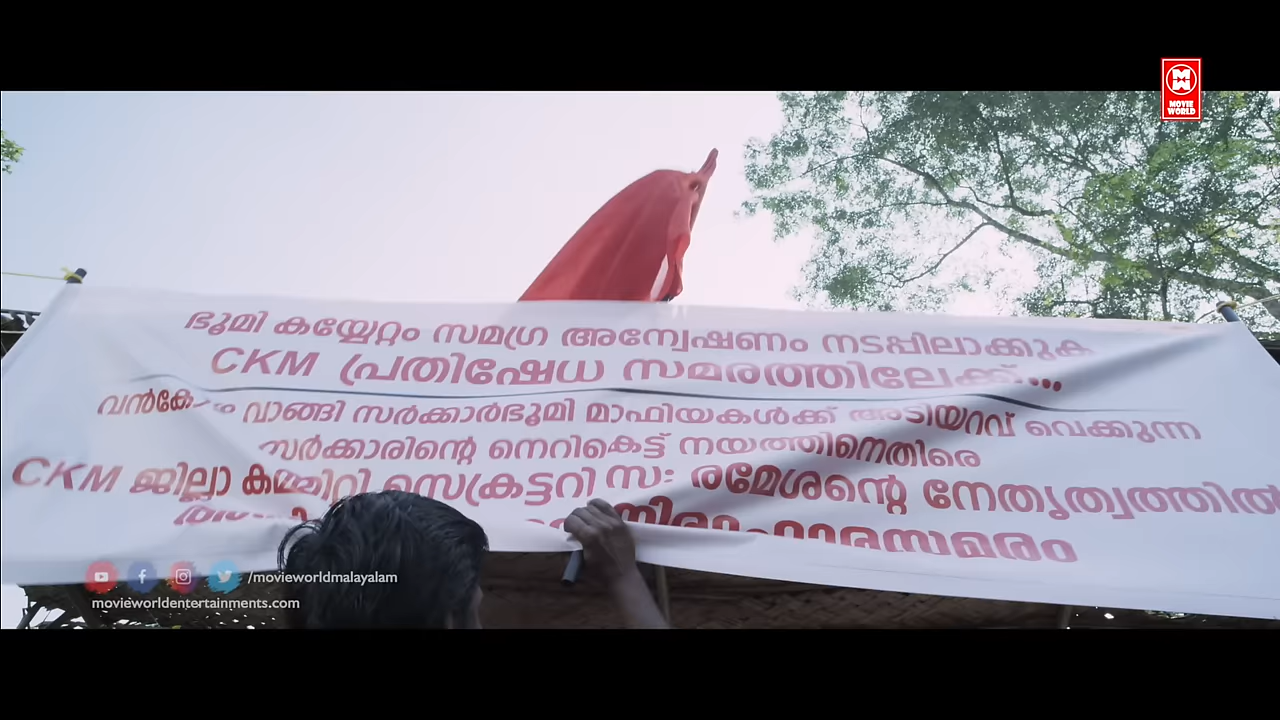 MOVIE
WORLD
ഭൂമി കയ്യേറ്റം സമഗ്ര അന്വേഷണം നടപ്പിലാക്കുക
CKM പ്രതിഷേധ സമരത്തിലേക്ക്...
വാങ്ങി സർക്കാർഭൂമി മാഫിയകൾക്ക് അടിയറവ് വെക്കുന്ന
സർക്കാരിന്റെ നെറികെട്ട് നയത്തിനെതിരെ
CKM ജില്ലാ കമ്മിറ്റി സെക്രട്ടറി സ: രമേശന്റെ നേതൃത്വത്തിൽ
നിരാഹാരസമരം
/movieworldmalayalam
movieworldentertainments.com